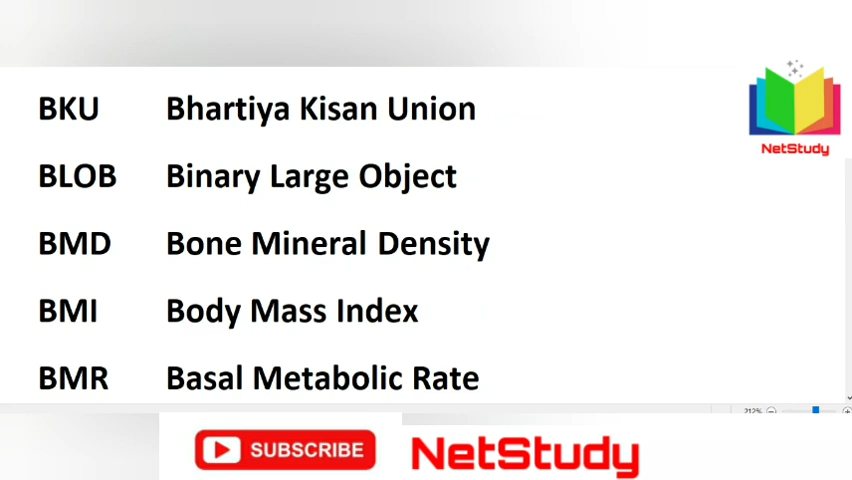 BKU Bhartiya Kisan Union
NetStudy
BLOB Binary Large Object
BMD Bone Mineral Density
BMI Body Mass Index
BMR Basal Metabolic Rate
212%
SUBSCRIBE NetStudy